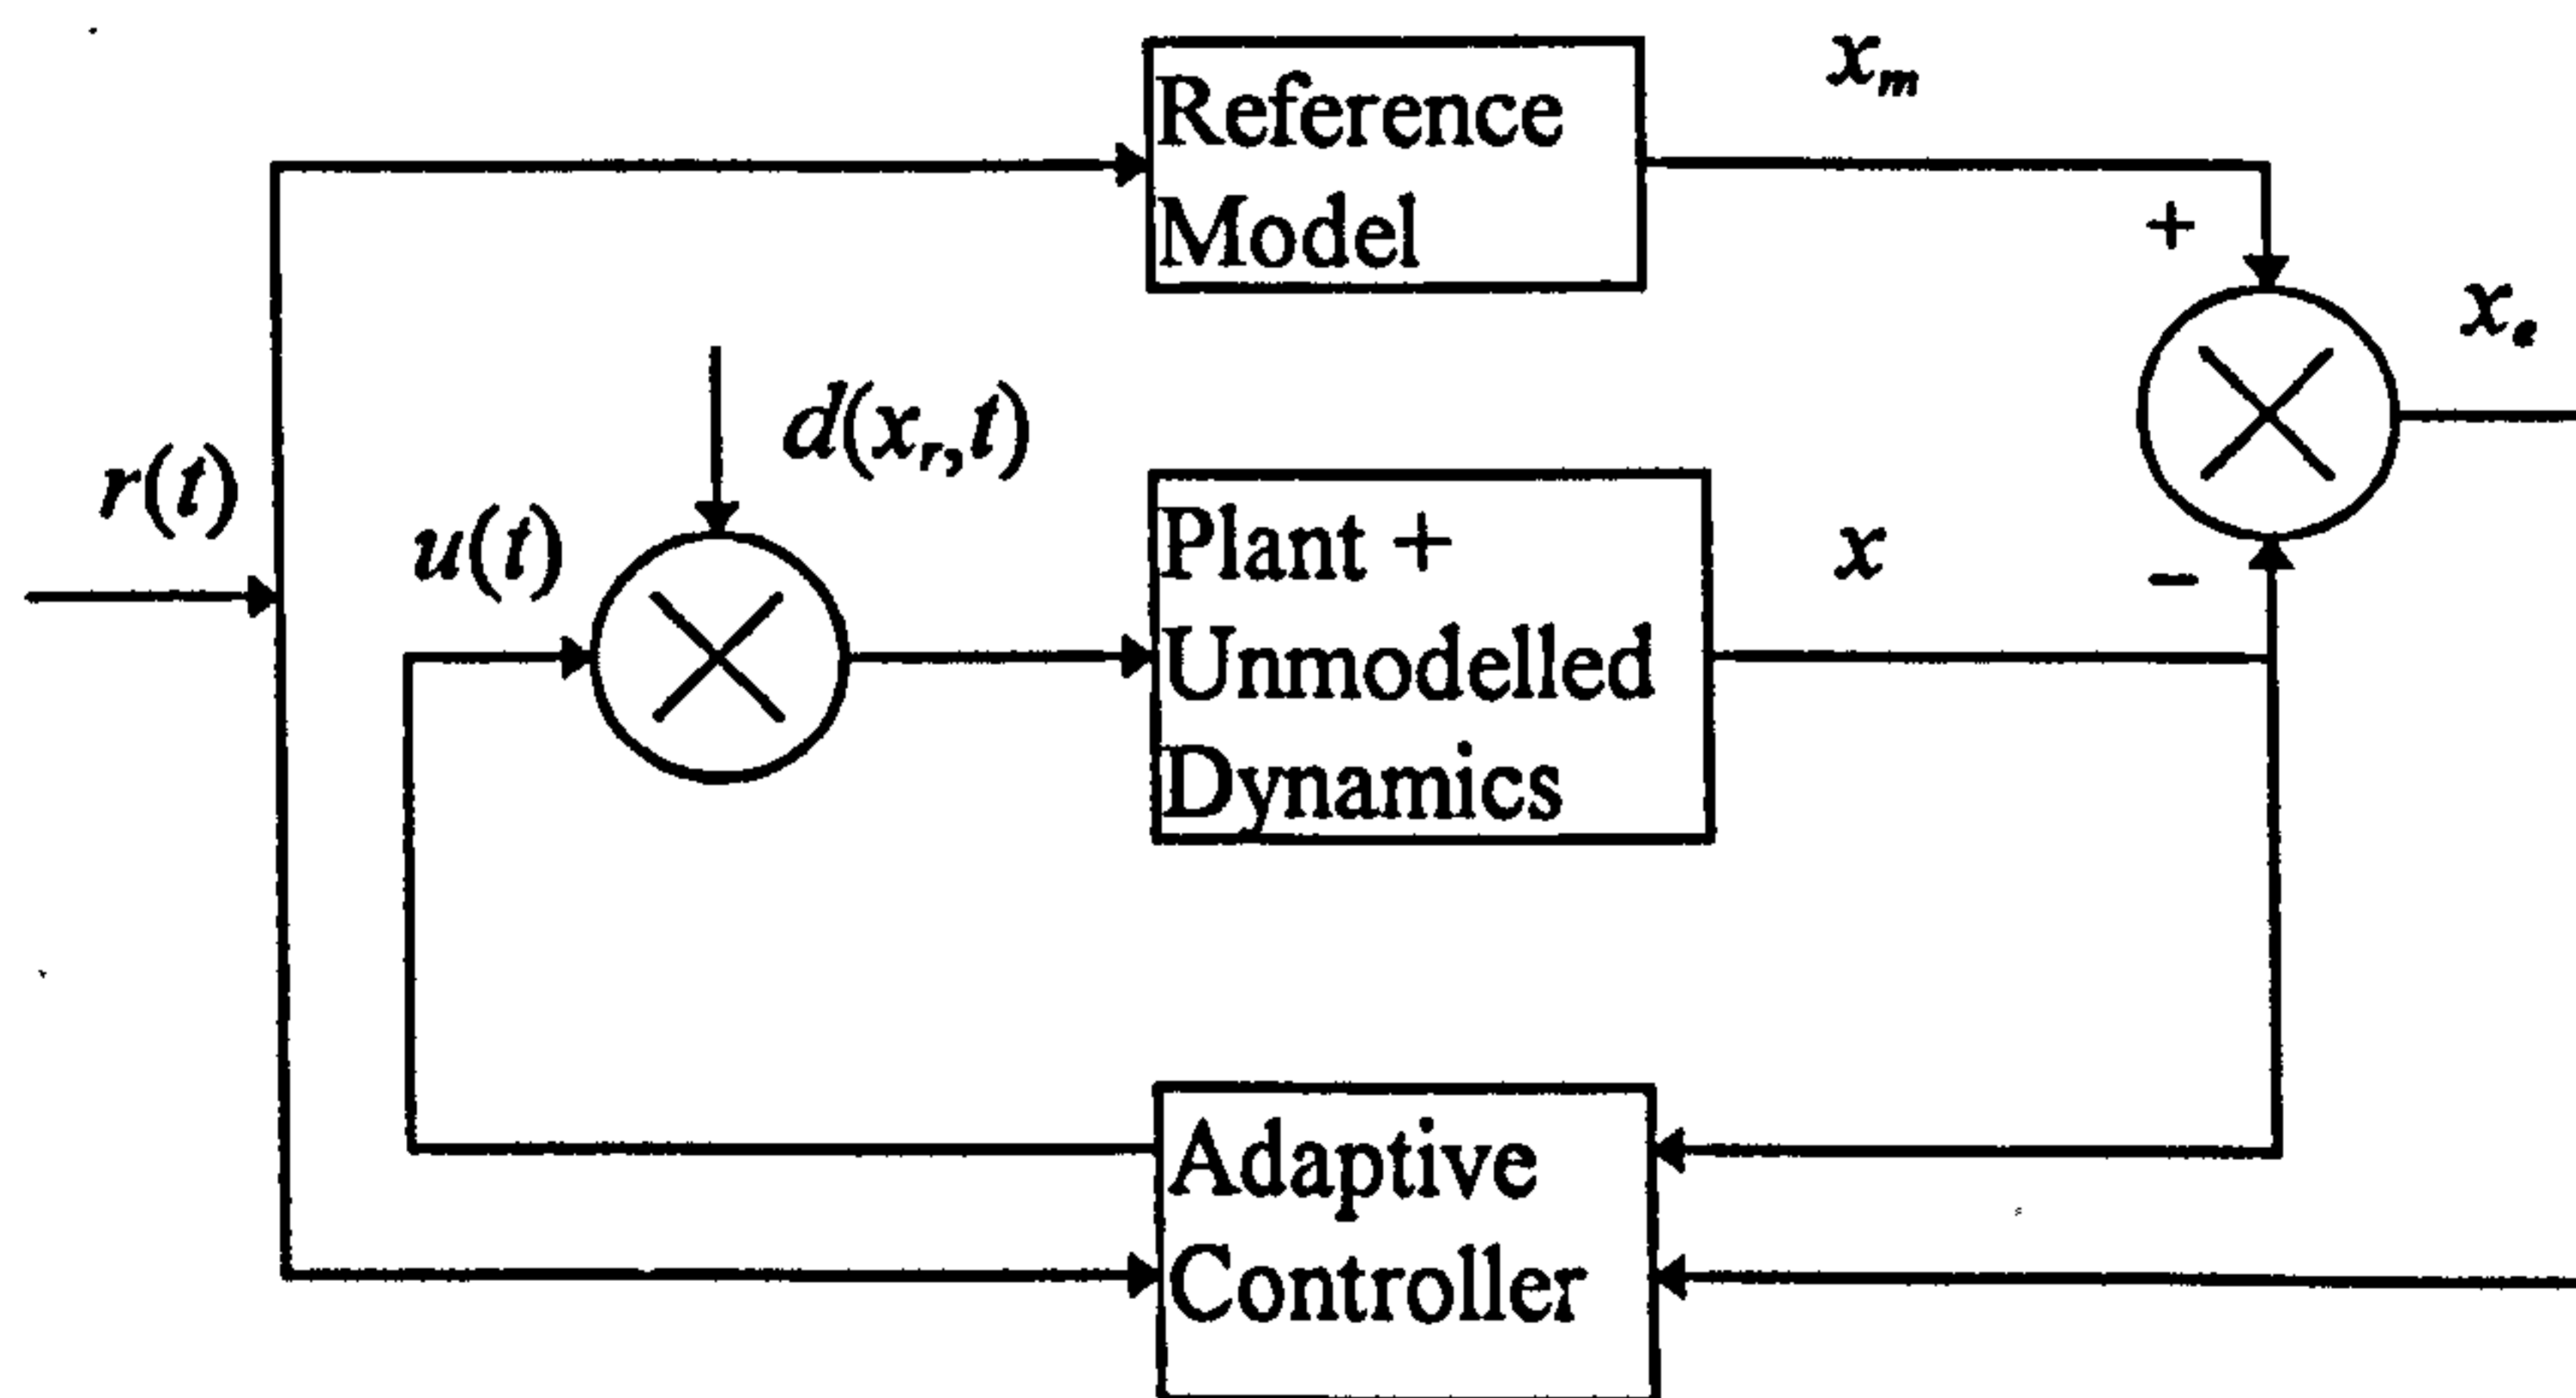 x_m
Reference
Model
+
x_e
d(x_r,t)
r(t)
u(t)
Plant +
Unmodelled
Dynamics
x
−
Adaptive
Controller